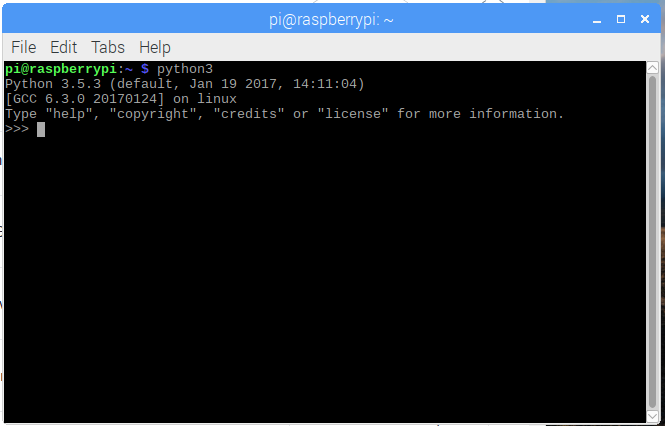 pi@raspberrypi: ~
File Edit Tabs Help
pi@raspberrypi:~ $ python3
Python 3.5.3 (default, Jan 19 2017, 14:11:04)
[GCC 6.3.0 20170124] on linux
Type "help", "copyright", "credits" or "license" for more information.
>>>